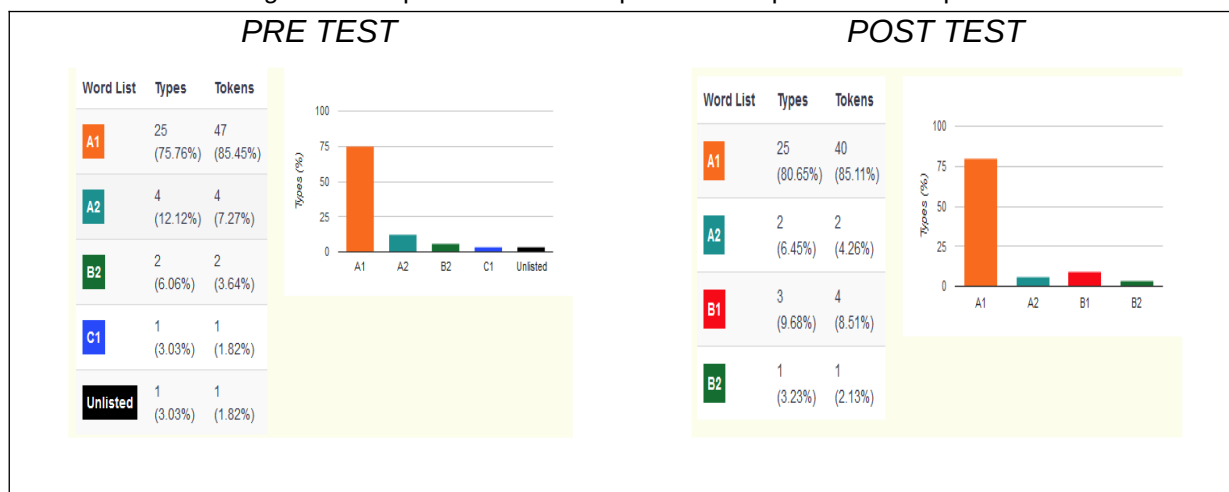 PRE TEST
POST TEST
Word List Types Tokens
A1 25 47
(75.76%) (85.45%)
A2 4 4
(12.12%) (7.27%)
B2 2 2
(6.06%) (3.64%)
C1 1 1
(3.03%) (1.82%)
Unlisted 1 1
(3.03%) (1.82%)
Types (%)
100
75
50
25
0
A1 A2 B2 C1 Unlisted
Word List Types Tokens
A1 25 40
(80.65%) (85.11%)
A2 2 2
(6.45%) (4.26%)
B1 3 4
(9.68%) (8.51%)
B2 1 1
(3.23%) (2.13%)
Types (%)
100
75
50
25
0
A1 A2 B1 B2